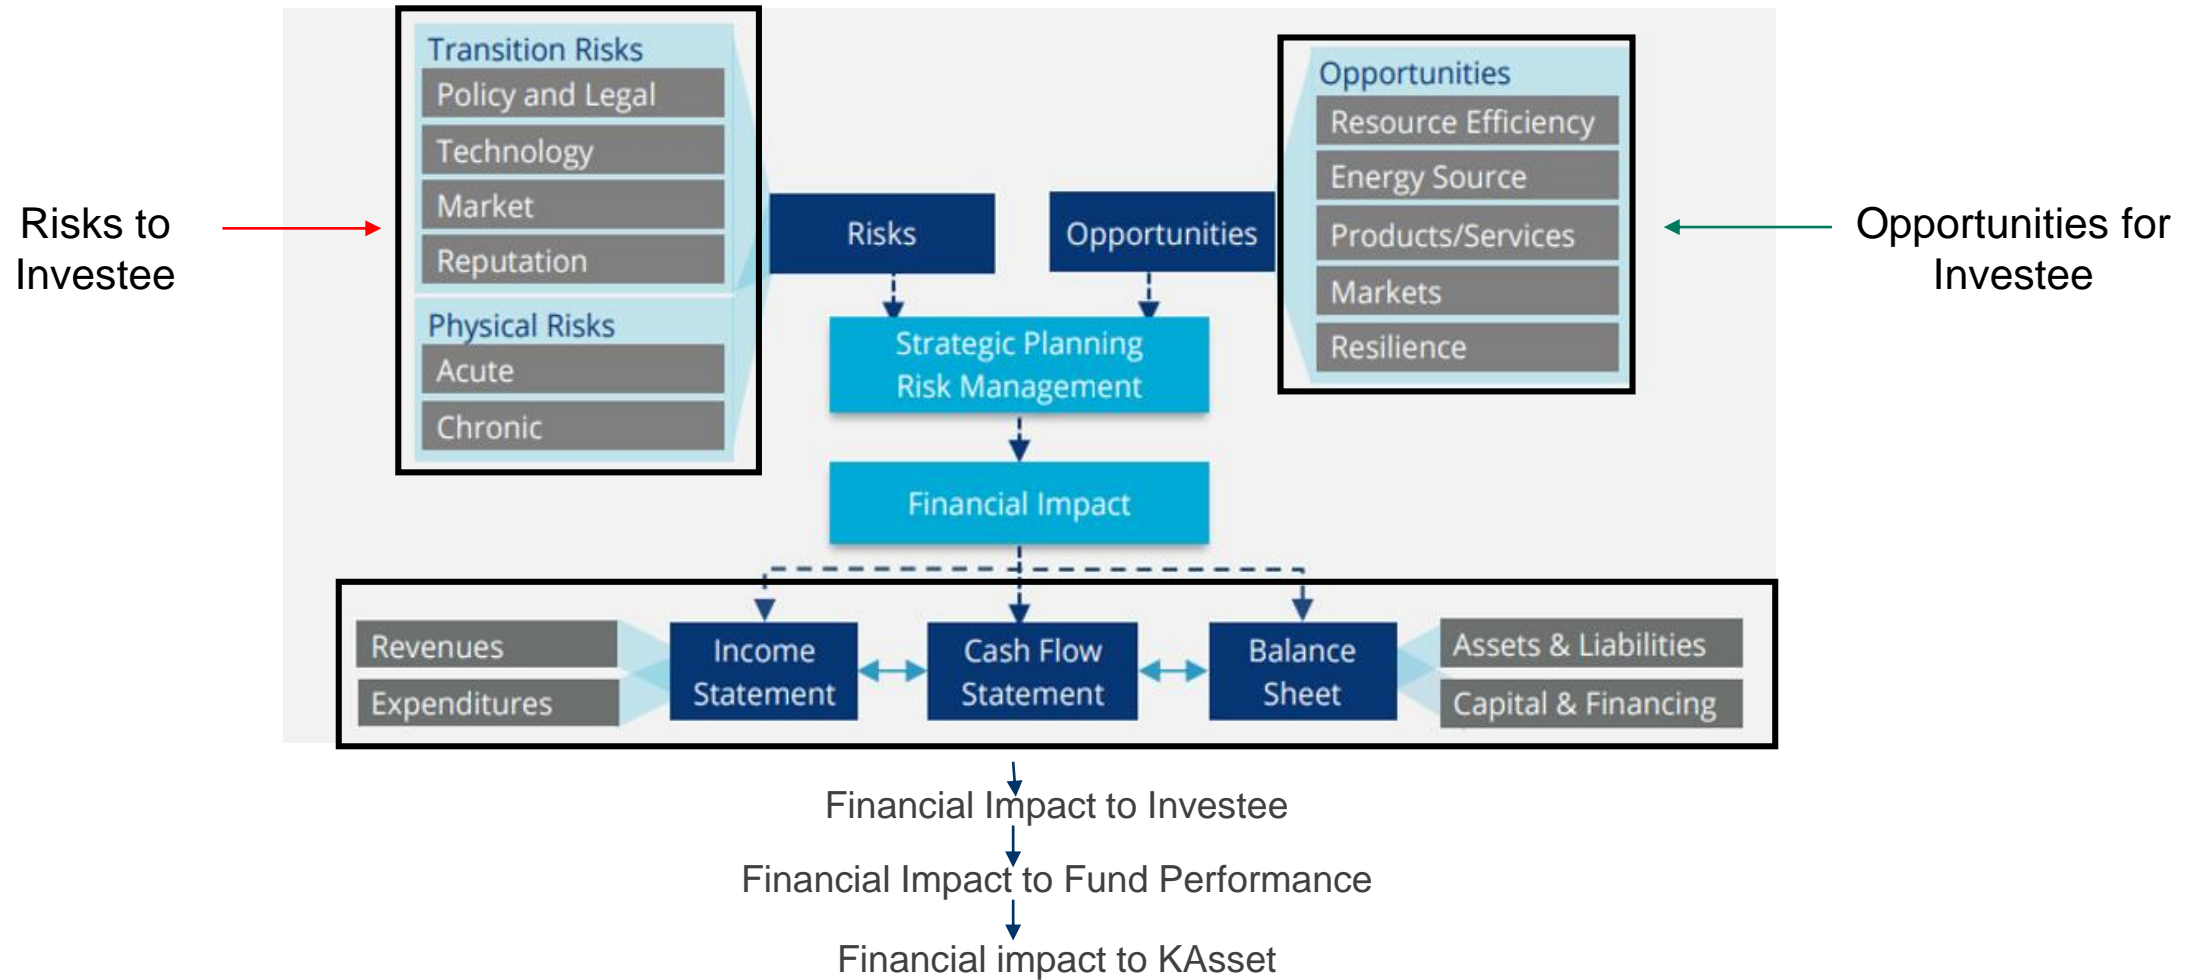 Risks to
Investee
Transition Risks
Policy and Legal
Technology
Market
Reputation
Physical Risks
Acute
Chronic
Risks
Opportunities
Opportunities
Resource Efficiency
Energy Source
Products/Services
Markets
Resilience
Opportunities for
Investee
Strategic Planning
Risk Management
Financial Impact
Revenues
Expenditures
Income
Statement
Cash Flow
Statement
Balance
Sheet
Assets & Liabilities
Capital & Financing
Financial Impact to Investee
Financial Impact to Fund Performance
Financial impact to KAsset